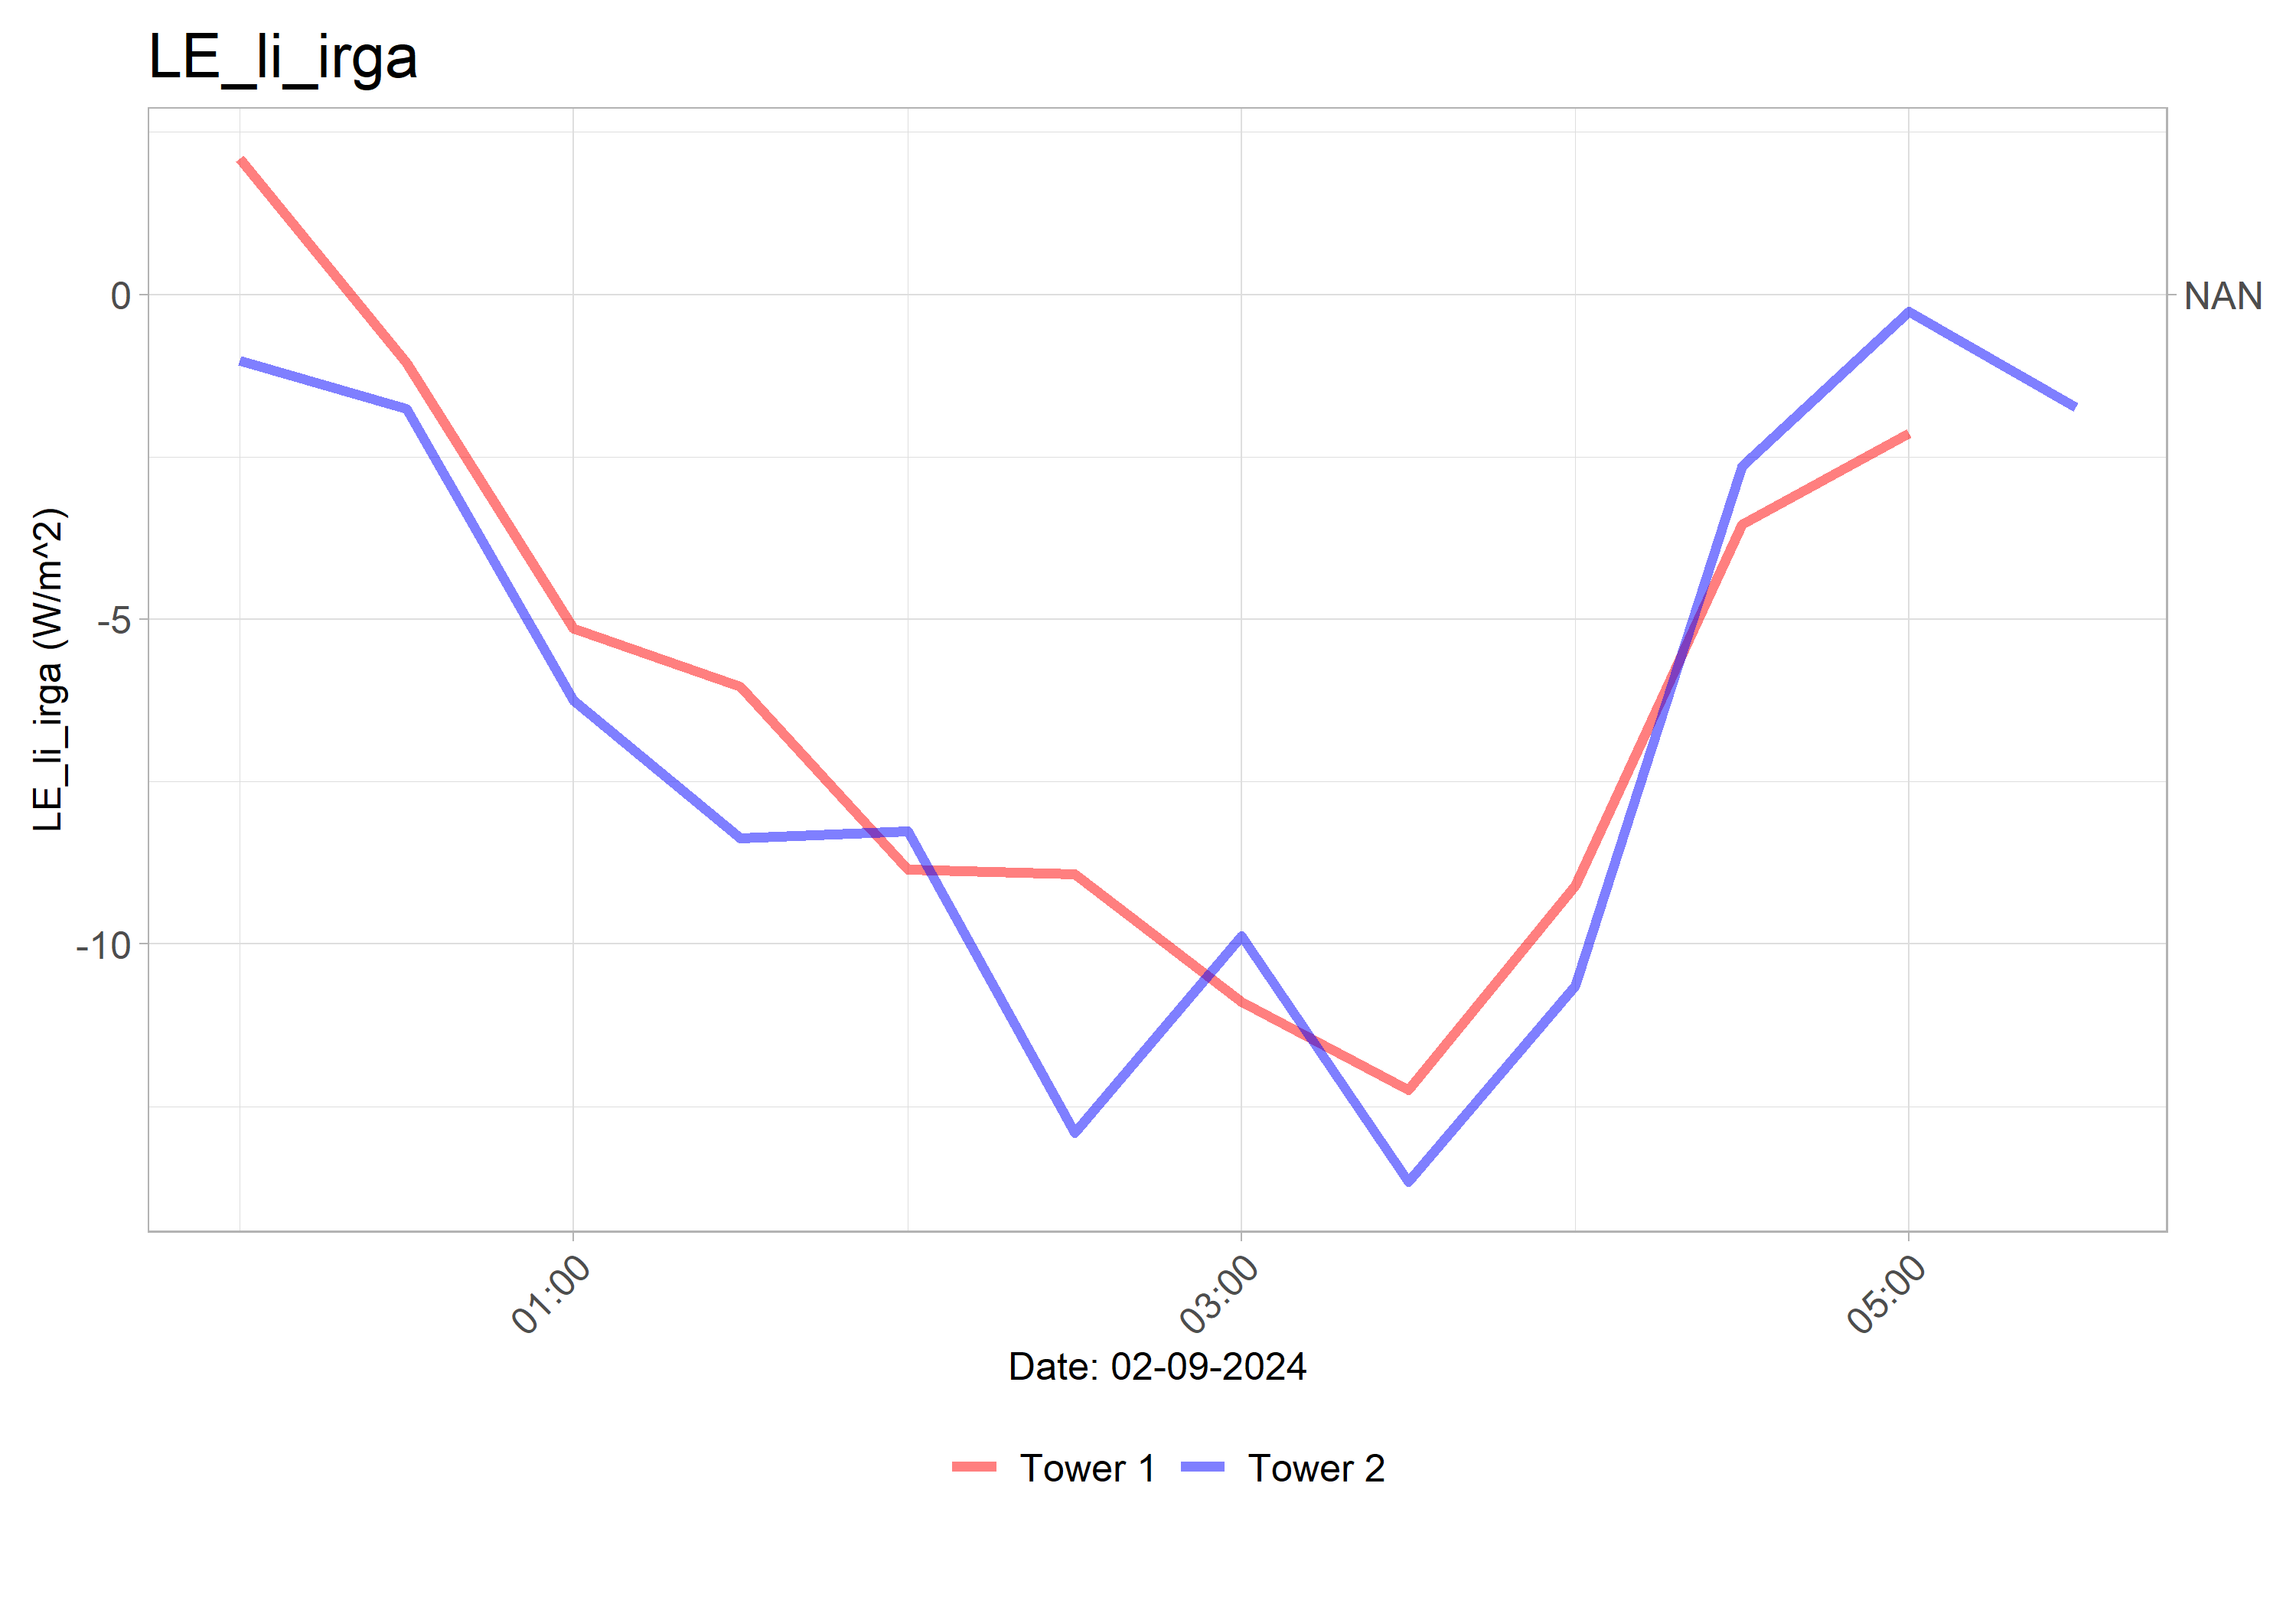 LE_li_irga
LE_li_irga (W/m^2)
0
-5
-10
NAN
01:00
03:00
05:00
Date: 02-09-2024
Tower 1
Tower 2